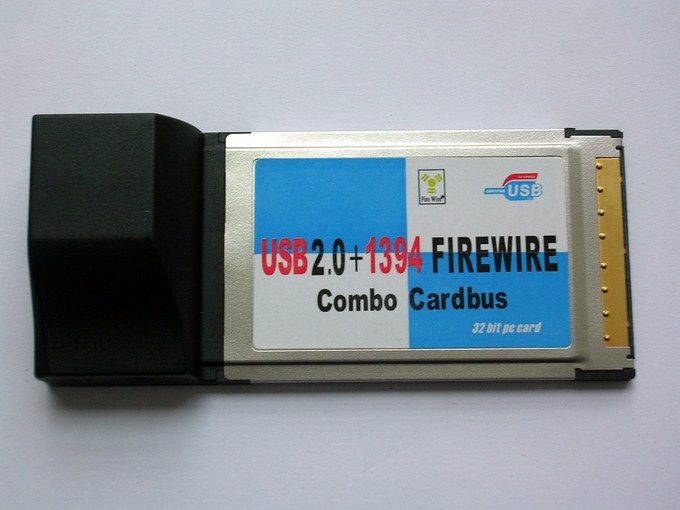 Fire Wire
USB
USB 2.0 + 1394 FIREWIRE
Combo Cardbus
32 bit pc card